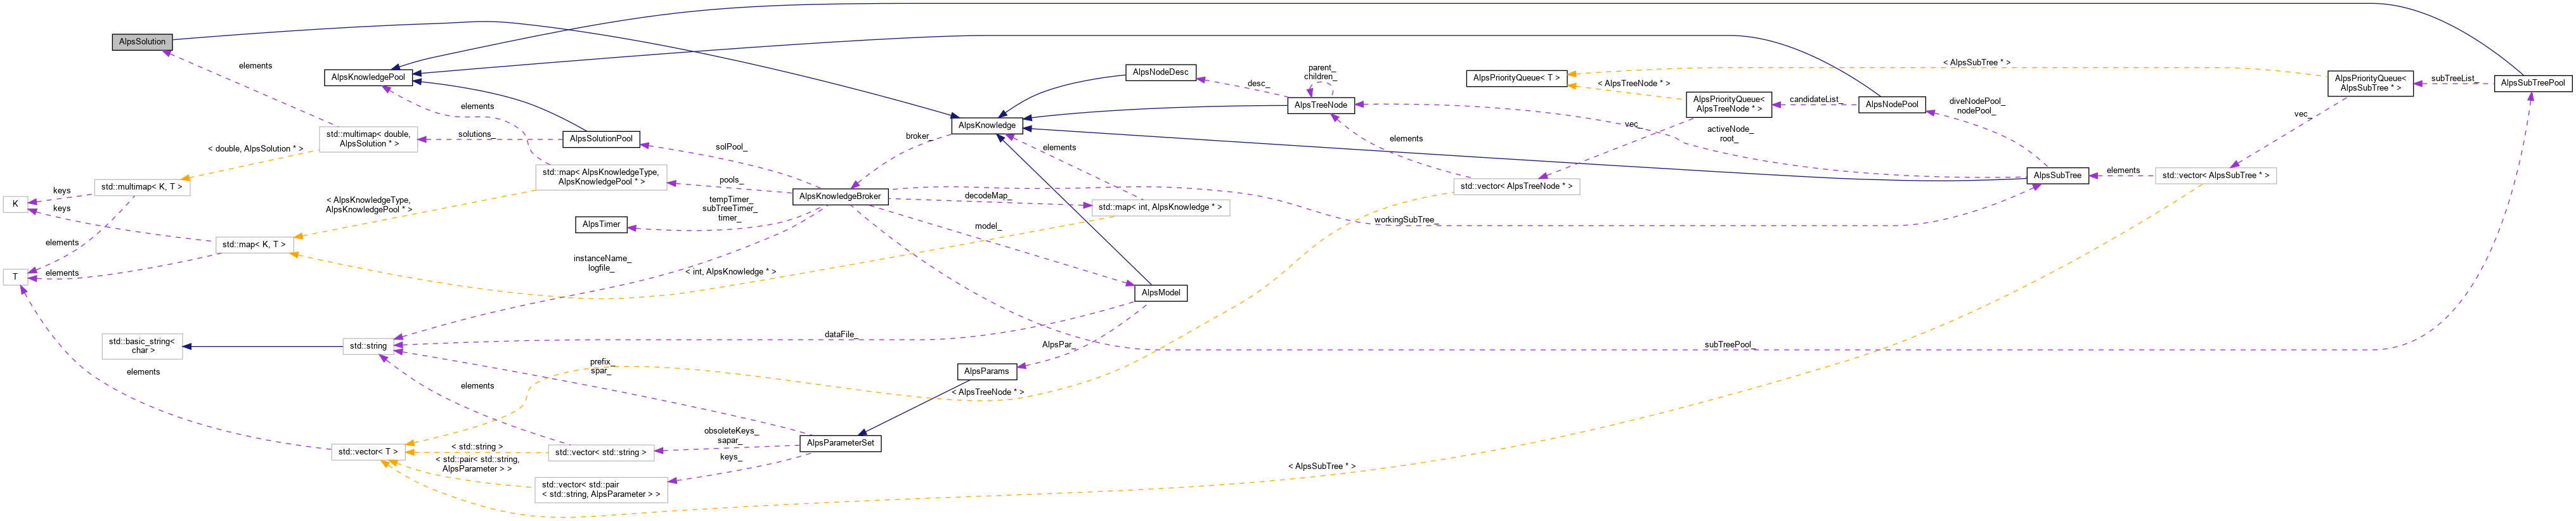 AlpsSolution
elements
AlpsKnowledgePool
elements
std::multimap< double,
AlpsSolution * >
solutions_
AlpsSolutionPool
< double, AlpsSolution * >
std::multimap< K, T >
keys
K
keys
elements
T
elements
std::map< K, T >
< AlpsKnowledgeType,
AlpsKnowledgePool * >
std::map< AlpsKnowledgeType,
AlpsKnowledgePool * >
pools_
solPool_
AlpsKnowledgeBroker
tempTimer_
subTreeTimer_
timer_
AlpsTimer
instanceName_
logfile_
< int, AlpsKnowledge * >
std::basic_string<
char >
std::string
elements
elements
prefix_
spar_
std::vector< T >
< std::string >
< std::pair< std::string,
AlpsParameter > >
std::vector< std::string >
std::vector< std::pair
< std::string, AlpsParameter > >
obsoleteKeys_
sapar_
keys_
AlpsParameterSet
dataFile_
AlpsKnowledge
broker_
decodeMap_
model_
elements
std::map< int, AlpsKnowledge * >
AlpsModel
AlpsPar_
AlpsParams
< AlpsTreeNode * >
AlpsNodeDesc
desc_
parent_
children_
AlpsTreeNode
elements
workingSubTree_
< AlpsSubTree * >
AlpsPriorityQueue< T >
< AlpsTreeNode * >
std::vector< AlpsTreeNode * >
vec_
AlpsPriorityQueue<
AlpsTreeNode * >
candidateList_
AlpsNodePool
activeNode_
root_
subTreePool_
< AlpsSubTree * >
diveNodePool_
nodePool_
AlpsSubTree
elements
std::vector< AlpsSubTree * >
vec_
AlpsPriorityQueue<
AlpsSubTree * >
subTreeList_
AlpsSubTreePool